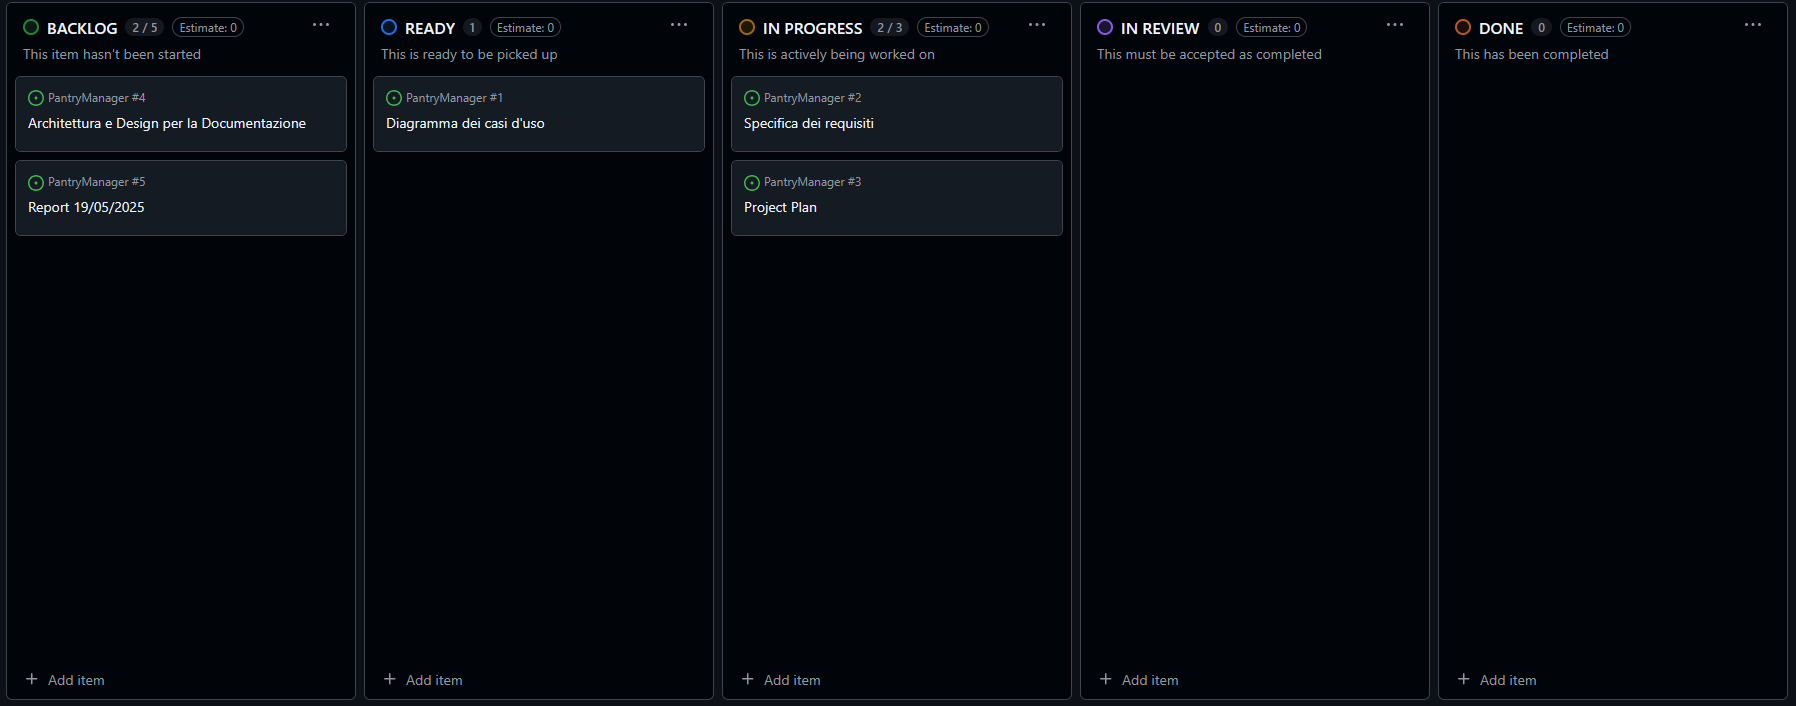 BACKLOG 2 / 5 Estimate: 0
This item hasn't been started
PantryManager #4
Architettura e Design per la Documentazione
PantryManager #5
Report 19/05/2025
Add item
READY 1 Estimate: 0
This is ready to be picked up
PantryManager #1
Diagramma dei casi d'uso
Add item
IN PROGRESS 2 / 3 Estimate: 0
This is actively being worked on
PantryManager #2
Specifica dei requisiti
PantryManager #3
Project Plan
Add item
IN REVIEW 0 Estimate: 0
This must be accepted as completed
Add item
DONE 0 Estimate: 0
This has been completed
Add item